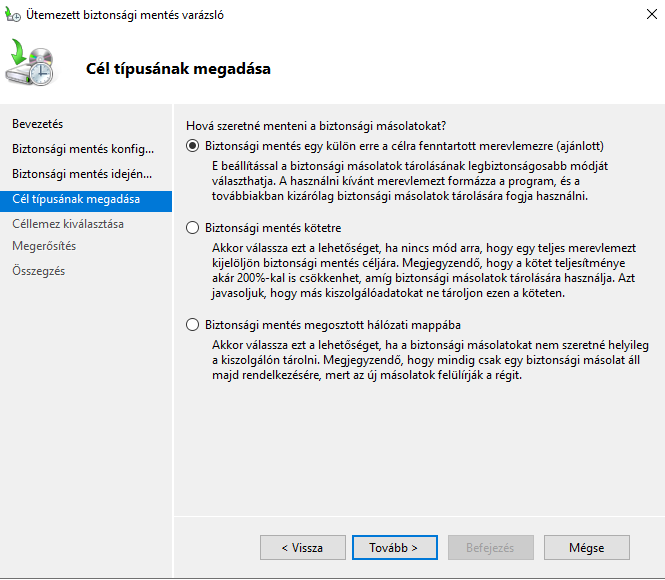 Ütemezett biztonsági mentés varázsló
Cél típusának megadása
Bevezetés
Biztonsági mentés konfig...
Biztonsági mentés idején...
Cél típusának megadása
Céllemez kiválasztása
Megerősítés
Összegzés
Hová szeretné menteni a biztonsági másolatokat?
Biztonsági mentés egy külön erre a célra fenntartott merevlemezre (ajánlott)
E beállítással a biztonsági másolatok tárolásának legbiztonságosabb módját
választhatja. A használni kívánt merevlemezt formázza a program, és a
továbbiakban kizárólag biztonsági másolatok tárolására fogja használni.
Biztonsági mentés kötetre
Akkor válassza ezt a lehetőséget, ha nincs mód arra, hogy egy teljes merevlemezt
kijelöljön biztonsági mentés céljára. Megjegyzendő, hogy a kötet teljesítménye
akár 200%-kal is csökkenhet, amíg biztonsági másolatok tárolására használja. Azt
javasoljuk, hogy más kiszolgálóadatokat ne tároljon ezen a köteten.
Biztonsági mentés megosztott hálózati mappába
Akkor válassza ezt a lehetőséget, ha a biztonsági másolatokat nem szeretné helyileg
a kiszolgálón tárolni. Megjegyzendő, hogy mindig csak egy biztonsági másolat áll
majd rendelkezésére, mert az új másolatok felülírják a régit.
< Vissza
Tovább >
Befejezés
Mégse